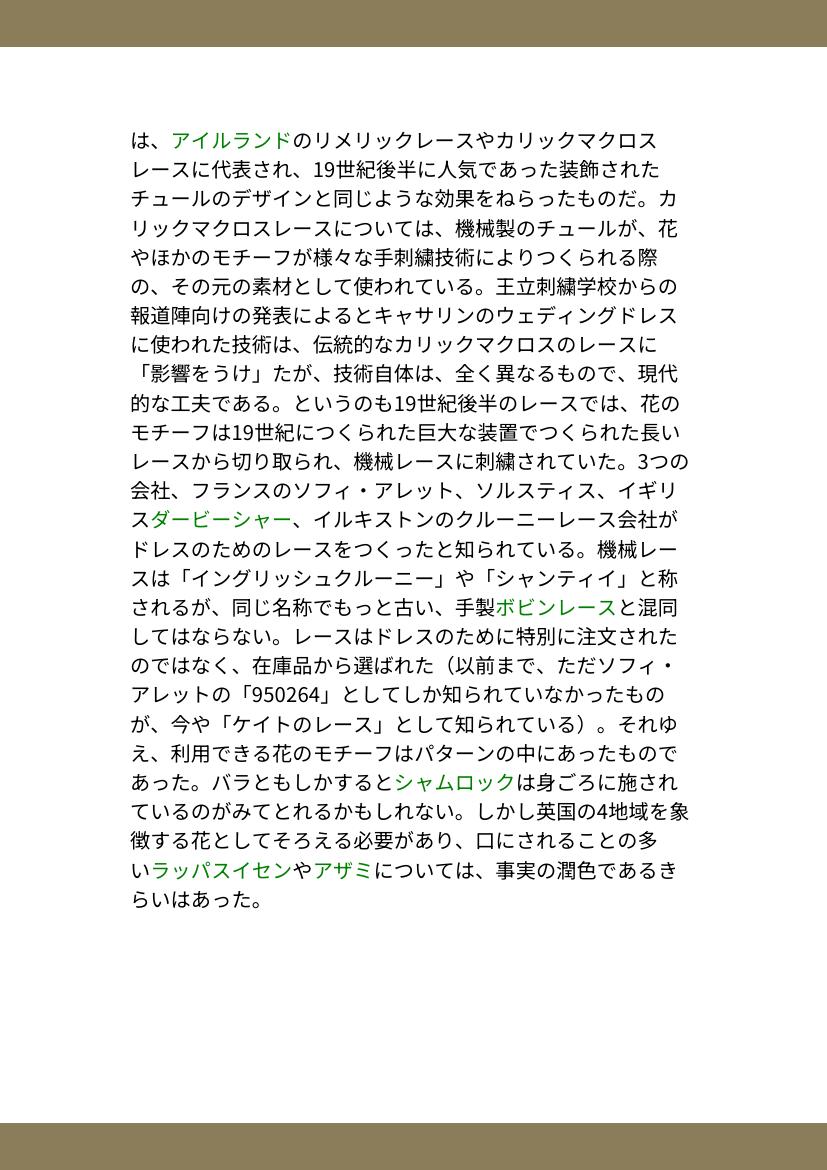 は、アイルランドのリメリックレースやカリックマクロス
レースに代表され、19世紀後半に人気であった装飾された
チュールのデザインと同じような効果をねらったものだ。カ
リックマクロスレースについては、機械製のチュールが、花
やほかのモチーフが様々な手刺繍技術によりつくられる際
の、その元の素材として使われている。王立刺繍学校からの
報道陣向けの発表によるとキャサリンのウェディングドレス
に使われた技術は、伝統的なカリックマクロスのレースに
「影響をうけ」たが、技術自体は、全く異なるもので、現代
的な工夫である。というのも19世紀後半のレースでは、花の
モチーフは19世紀につくられた巨大な装置でつくられた長い
レースから切り取られ、機械レースに刺繍されていた。3つの
会社、フランスのソフィ・アレット、ソルスティス、イギリ
スダービーシャー、イルキストンのクルーニーレース会社が
ドレスのためのレースをつくったと知られている。機械レー
スは「イングリッシュクルーニー」や「シャンティイ」と称
されるが、同じ名称でもっと古い、手製ボビンレースと混同
してはならない。レースはドレスのために特別に注文された
のではなく、在庫品から選ばれた（以前まで、ただソフィ・
アレットの「950264」としてしか知られていなかったもの
が、今や「ケイトのレース」として知られている）。それゆ
え、利用できる花のモチーフはパターンの中にあったもので
あった。バラともしかするとシャムロックは身ごろに施され
ているのがみてとれるかもしれない。しかし英国の4地域を象
徴する花としてそろえる必要があり、口にされることの多
いラッパスイセンやアザミについては、事実の潤色であるき
らいはあった。